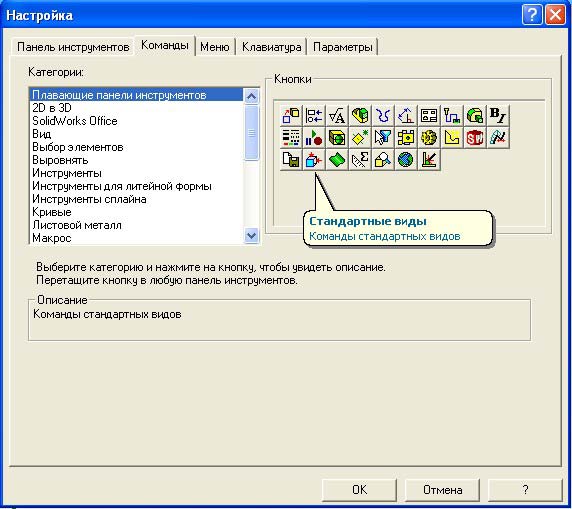 Настройка
Панель инструментов Команды Меню Клавиатура Параметры
Категории:
Плавающие панели инструментов
2D в 3D
SolidWorks Office
Вид
Выбор элементов
Выровнять
Инструменты
Инструменты для литейной формы
Инструменты сплайна
Кривые
Листовой металл
Макрос
Кнопки
Стандартные виды
Команды стандартных видов
Выберите категорию и нажмите на кнопку, чтобы увидеть описание.
Перетащите кнопку в любую панель инструментов.
Описание
Команды стандартных видов
OK Отмена ?